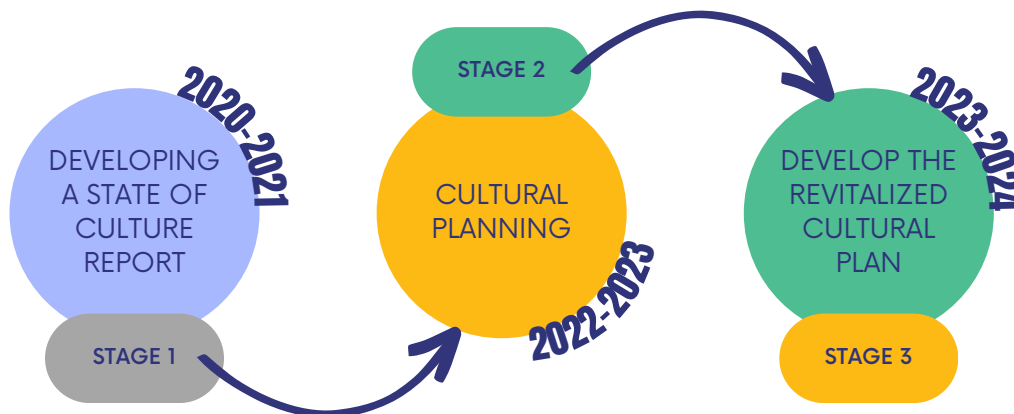 2020-2021
DEVELOPING
A STATE OF
CULTURE
REPORT
STAGE 1
STAGE 2
CULTURAL
PLANNING
2022-2023
2023-2024
DEVELOP THE
REVITALIZED
CULTURAL
PLAN
STAGE 3